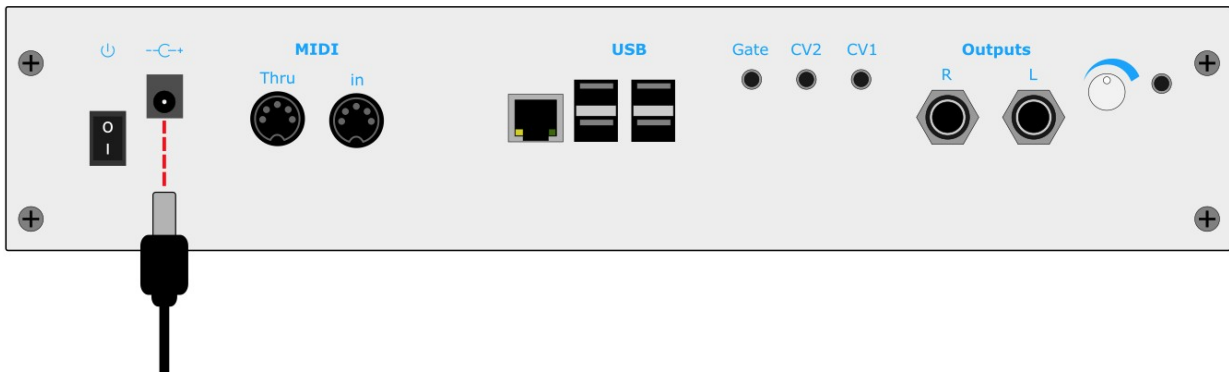 MIDI
USB
Gate CV2 CV1
Outputs
Thru in
R L
O
I